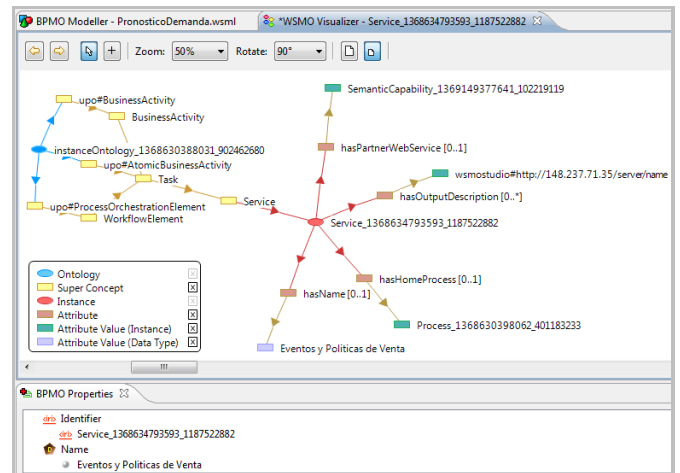 BPMO Modeller - PronosticoDemanda.wsml
*WSMO Visualizer - Service_1368634793593_1187522882
Zoom: 50% Rotate: 90°
SemanticCapability_1369149377641_102219119
upo#BusinessActivity
BusinessActivity
instanceOntology_1368630388031_902462680
hasPartnerWebService [0..1]
upo#AtomicBusinessActivity
Task
wsmostudio#http://148.237.71.35/server/name
hasOutputDescription [0..*]
upo#ProcessOrchestrationElement
Service
WorkflowElement
Service_1368634793593_1187522882
Ontology
Super Concept
Instance
Attribute
Attribute Value (Instance)
Attribute Value (Data Type)
hasHomeProcess [0..1]
hasName [0..1]
Process_1368630398062_401183233
Eventos y Politicas de Venta
BPMO Properties
Identifier
Service_1368634793593_1187522882
Name
Eventos y Politicas de Venta